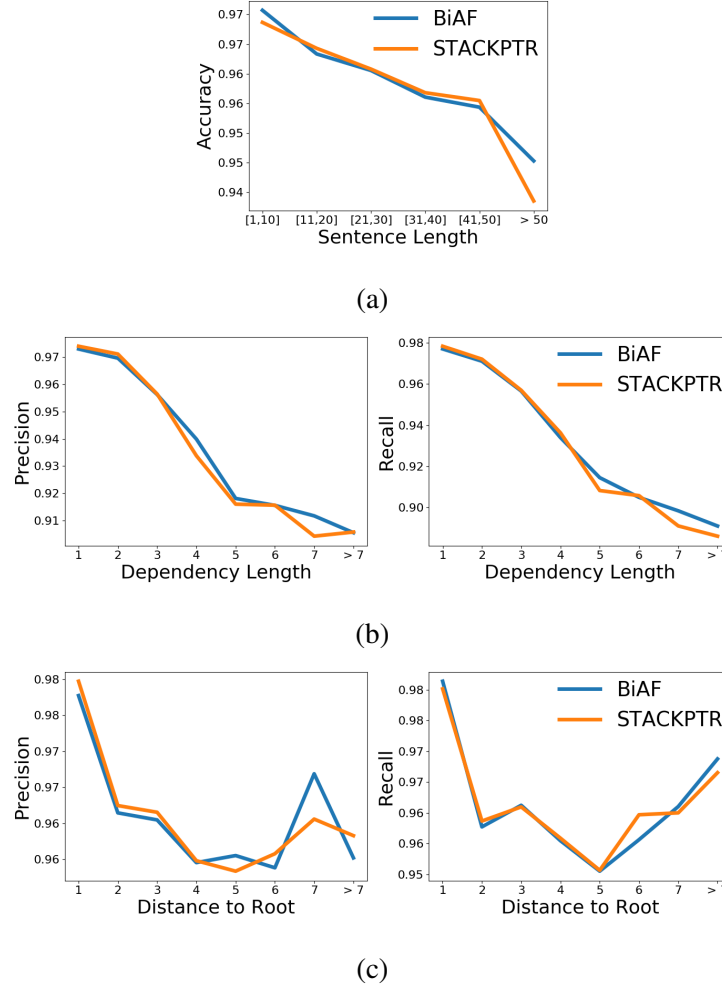 0.97
0.97
0.96
0.96
0.95
0.95
0.94
Accuracy
BiAF
STACKPTR
[1,10] [11,20] [21,30] [31,40] [41,50] > 50
Sentence Length
(a)
0.97
0.96
0.95
0.94
0.93
0.92
0.91
Precision
1 2 3 4 5 6 7 > 7
Dependency Length
0.98
0.96
0.94
0.92
0.90
Recall
BiAF
STACKPTR
1 2 3 4 5 6 7 >
Dependency Length
(b)
0.98
0.98
0.97
0.97
0.96
0.96
Precision
1 2 3 4 5 6 7 > 7
Distance to Root
0.98
0.98
0.97
0.97
0.96
0.96
0.95
Recall
BiAF
STACKPTR
1 2 3 4 5 6 7 >
Distance to Root
(c)